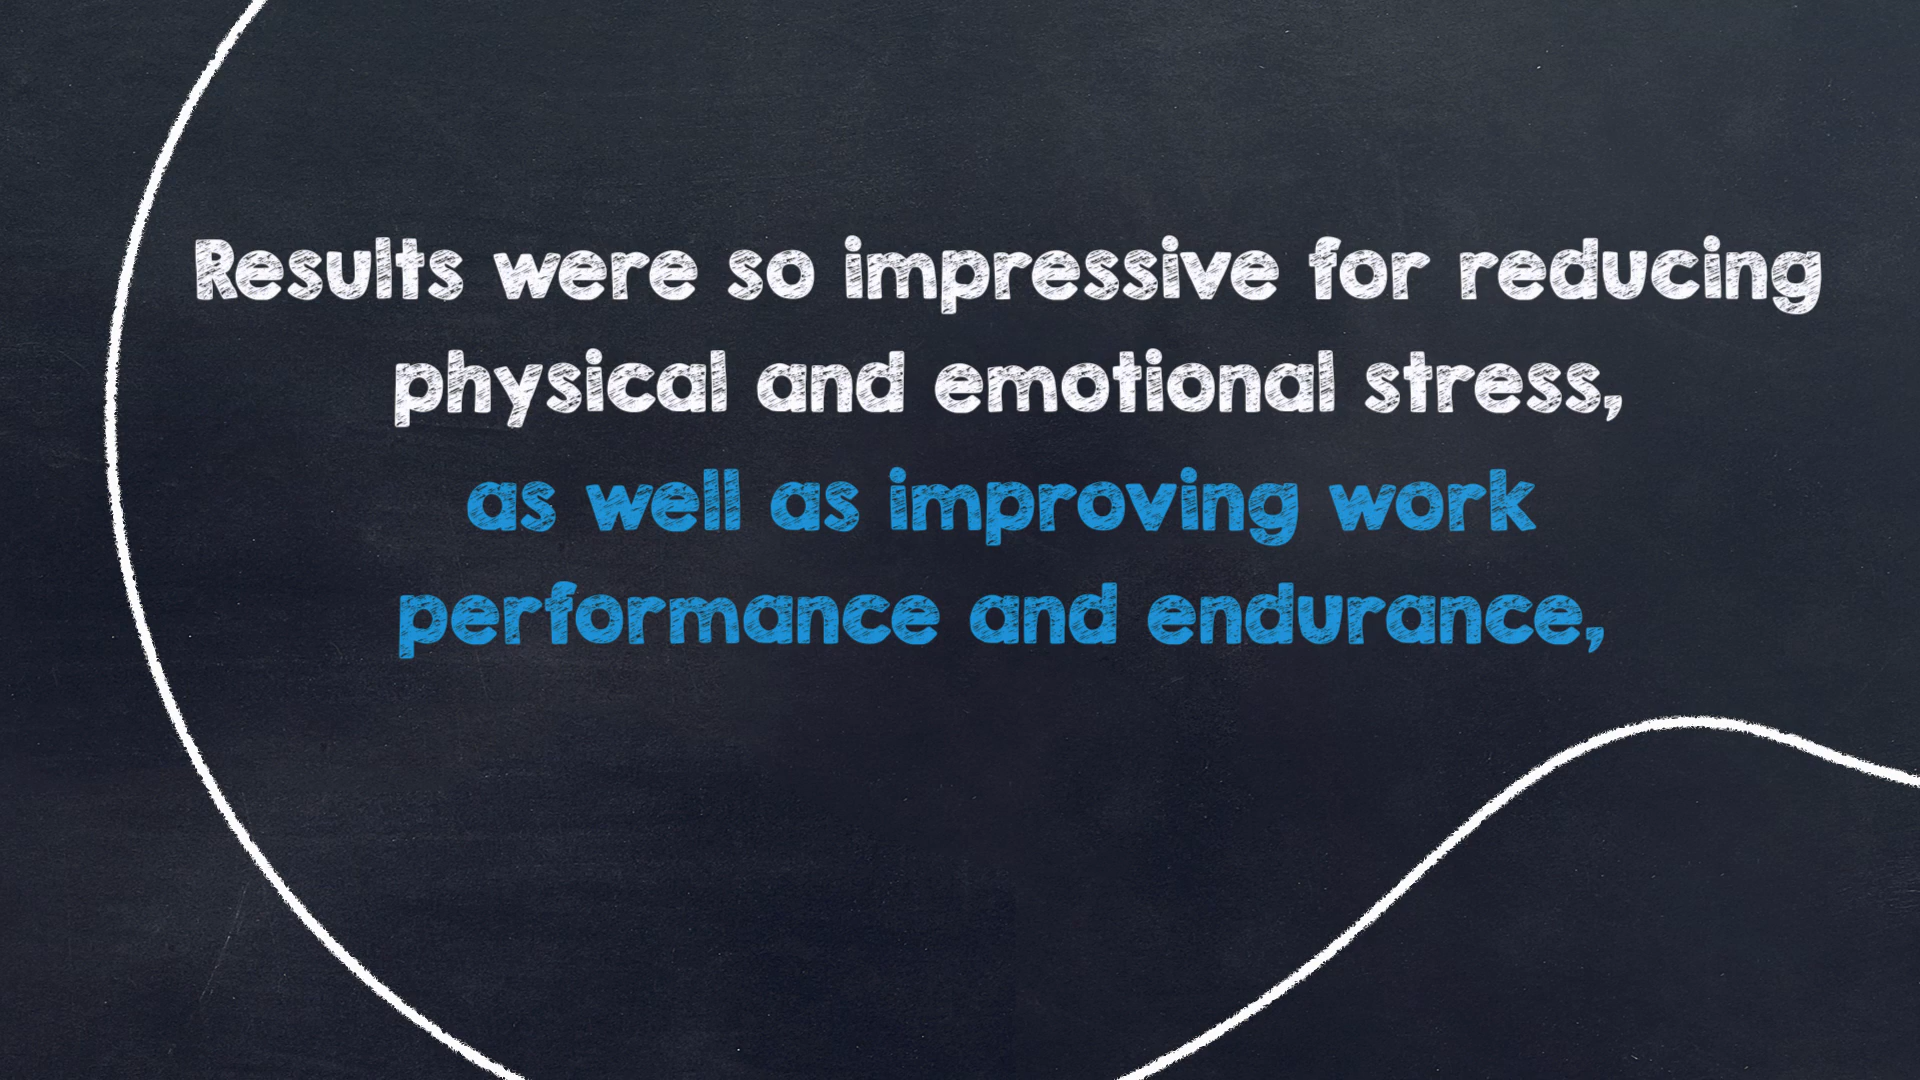 Results were so impressive for reducing
physical and emotional stress,
as well as improving work
performance and endurance,